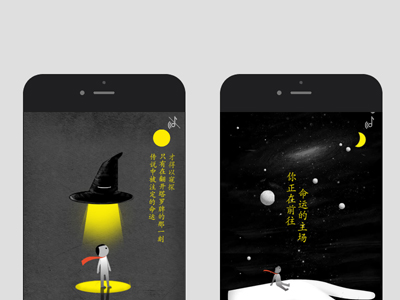 才得以窥探
只有在翻开塔罗牌的那一刻
传说中被注定的命运
命运的主场
你正在前往